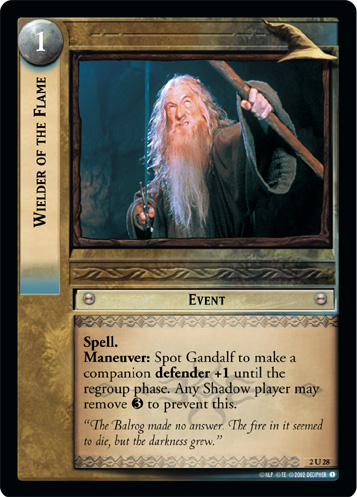 1
WIELDER OF THE FLAME
EVENT
Spell.
Maneuver: Spot Gandalf to make a
companion defender +1 until the
regroup phase. Any Shadow player may
remove 3 to prevent this.
“The Balrog made no answer. The fire in it seemed
to die, but the darkness grew.”
2 U 28
©NLP ©TE ©2002 DECIPHER